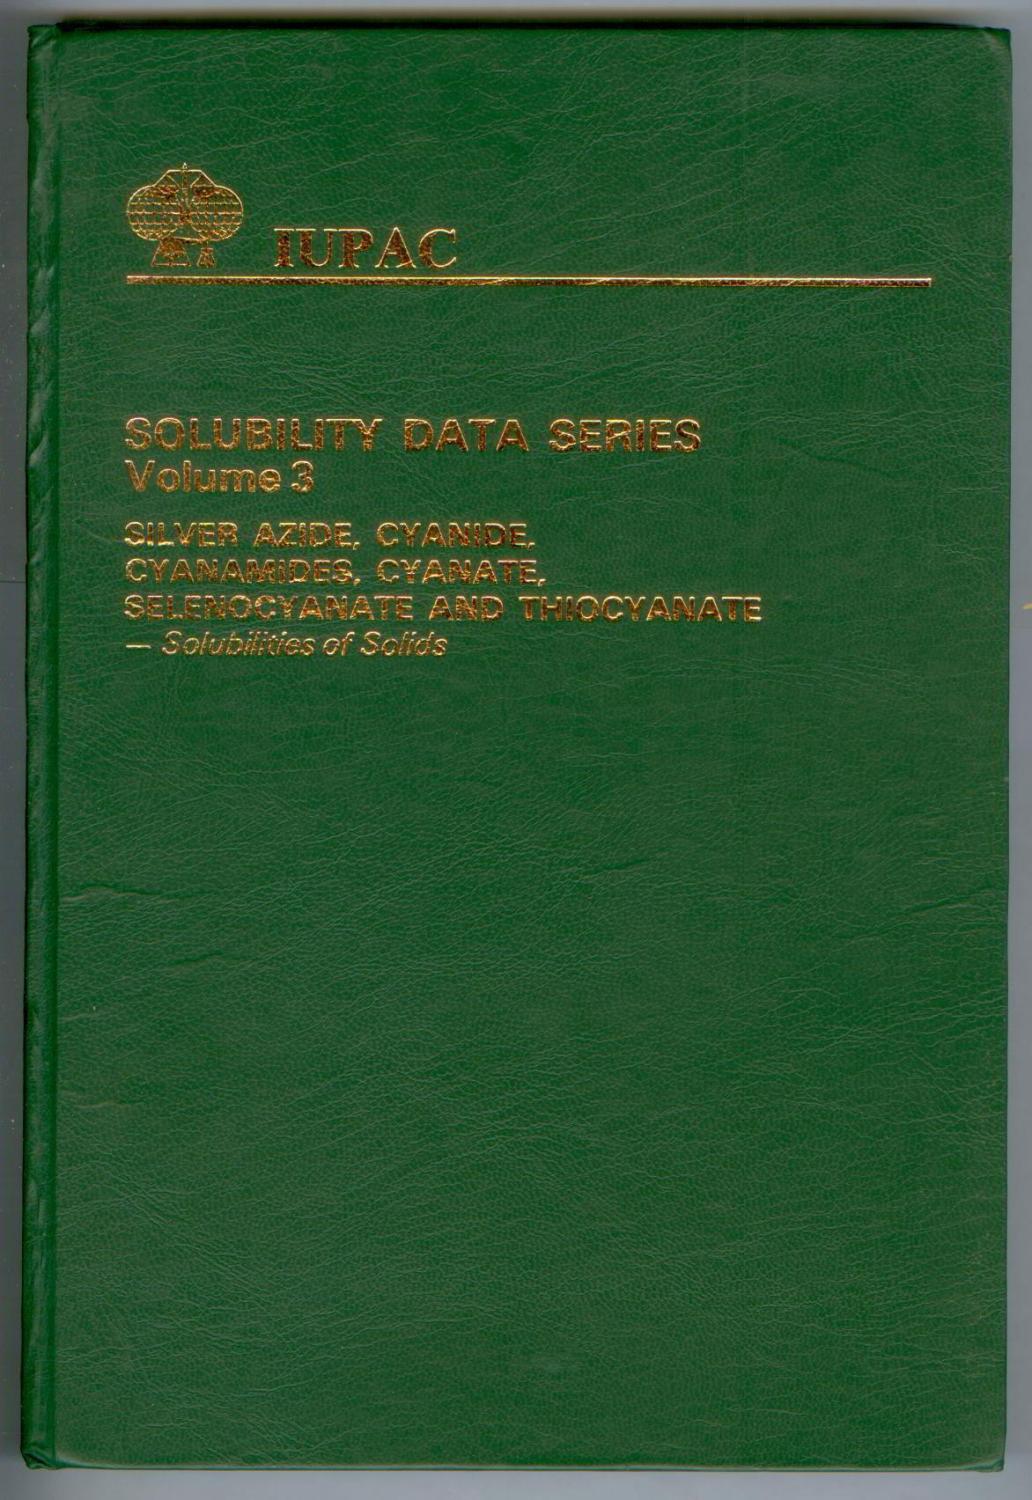 IUPAC
SOLUBILITY DATA SERIES
Volume 3
SILVER AZIDE, CYANIDE,
CYANAMIDES, CYANATE,
SELENOCYANATE AND THIOCYANATE
— Solubilities of Solids